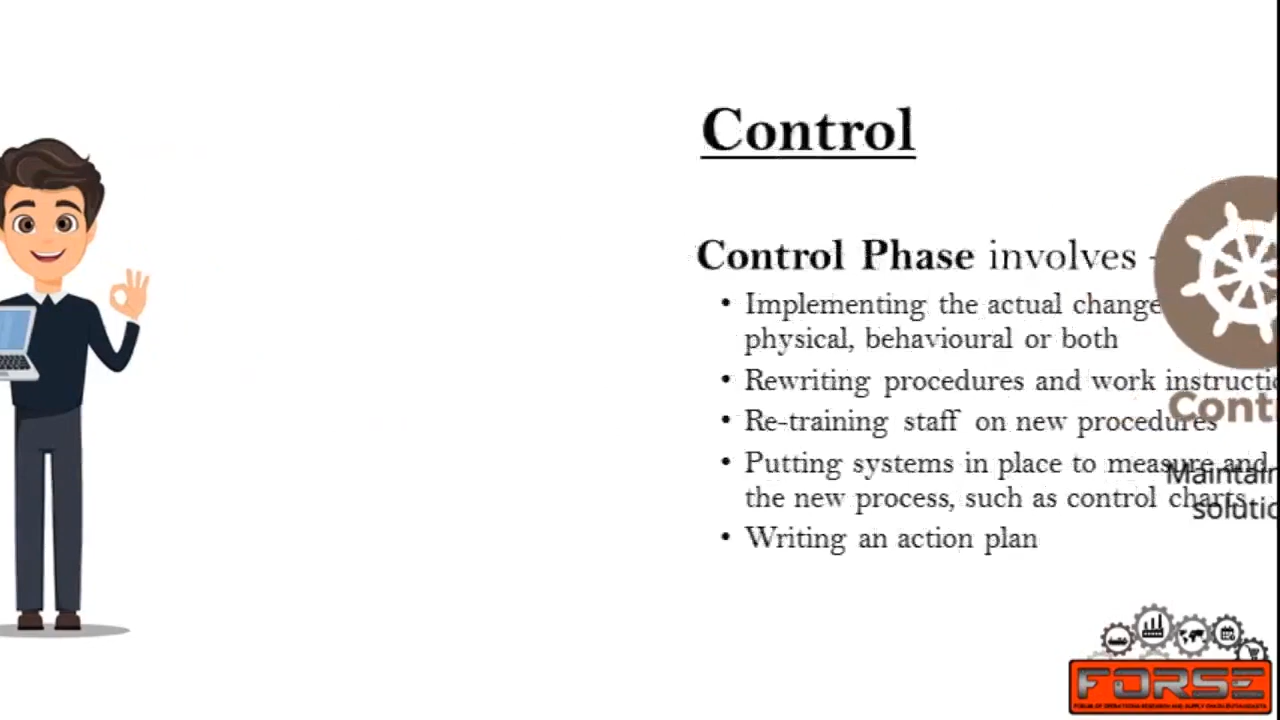 Control
Control Phase involves -
Implementing the actual change
physical, behavioural or both
• Rewriting procedures and work instructi
• Re-training staff on new procedures
• Putting systems in place to measure and
the new process, such as control charts
• Writing an action plan
Cont
Maintain
solutio
FORSE